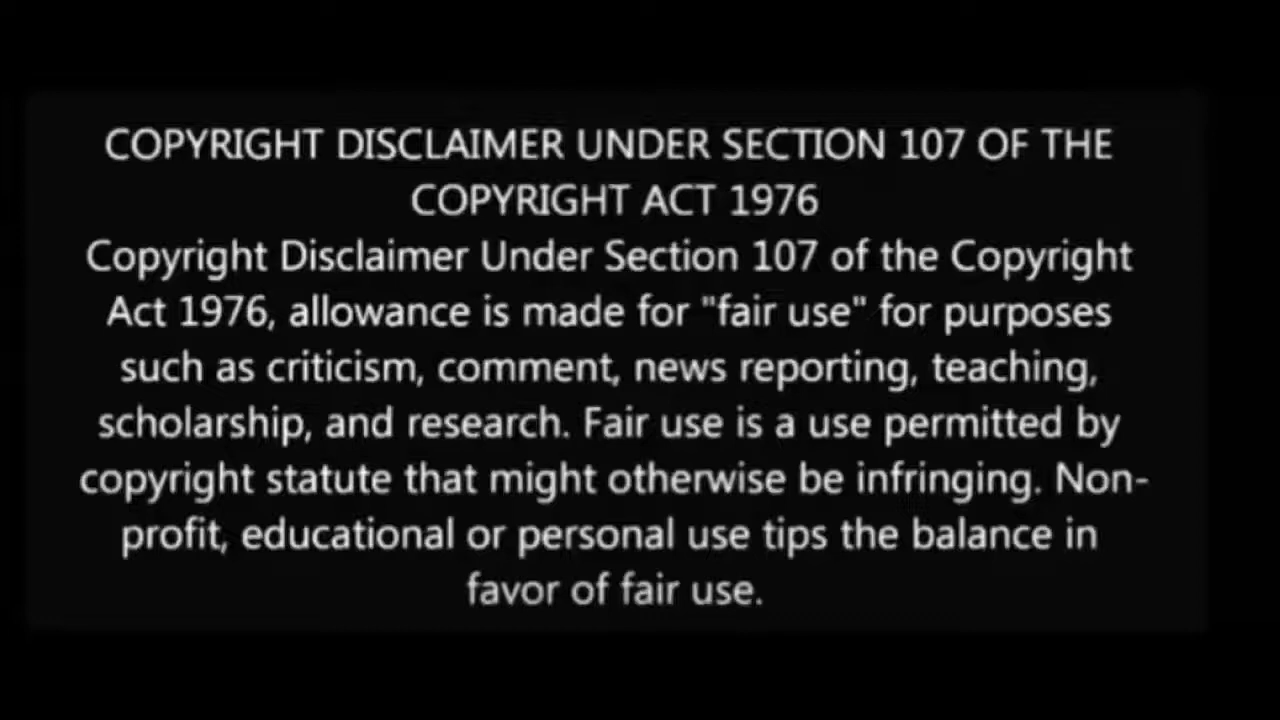 COPYRIGHT DISCLAIMER UNDER SECTION 107 OF THE
COPYRIGHT ACT 1976
Copyright Disclaimer Under Section 107 of the Copyright
Act 1976, allowance is made for "fair use" for purposes
such as criticism, comment, news reporting, teaching,
scholarship, and research. Fair use is a use permitted by
copyright statute that might otherwise be infringing. Non-
profit, educational or personal use tips the balance in
favor of fair use.